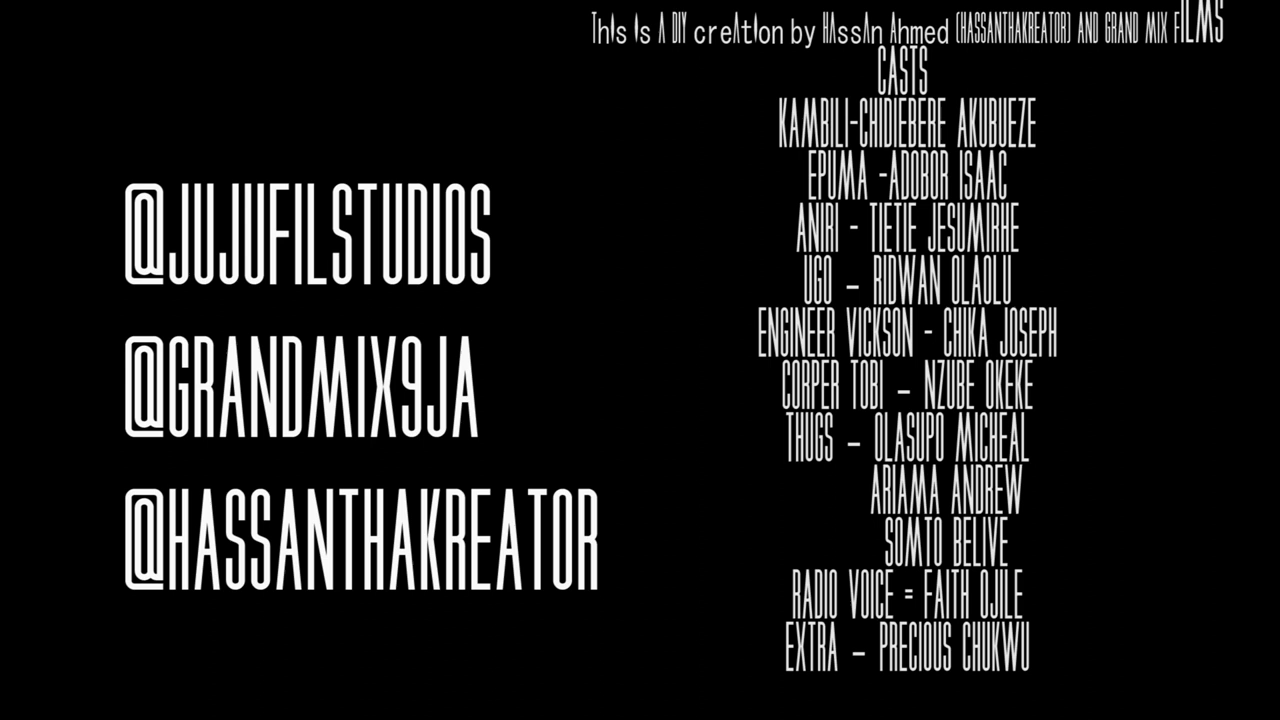 This is A DIY creation by HAssAn Ahmed (HASSANTHAKREATOR) AND GRAND MIX FILMS
CASTS
KAMBILI-CHIDIEBERE AKUBUEZE
EPUMA -ADOBOR ISAAC
ANIRI - TIETIE JESUMIRHE
UGO – RIDWAN OLAOLU
ENGINEER VICKSON - CHIKA JOSEPH
CORPER TOBI – NZUBE OKEKE
THUGS – OLASUPO MICHEAL
ARIAMA ANDREW
SOMTO BELIVE
RADIO VOICE = FAITH OJILE
EXTRA – PRECIOUS CHUKWU
@JUJUFILSTUDIOS
@GRANDMIX9JA
@HASSANTHAKREATOR